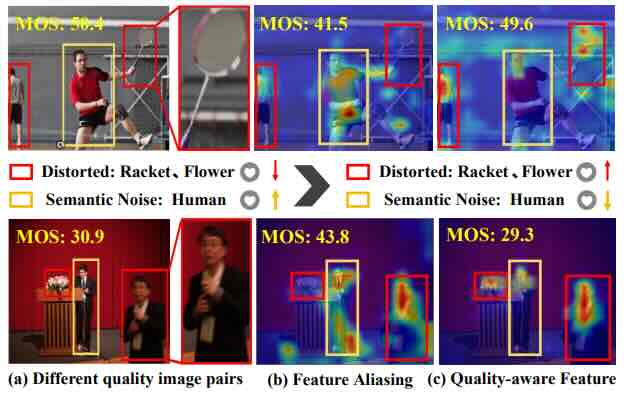 MOS: 50.4
MOS: 41.5
MOS: 49.6
Distorted: Racket、Flower
Distorted: Racket、Flower
Semantic Noise: Human
Semantic Noise: Human
MOS: 30.9
MOS: 43.8
MOS: 29.3
(a) Different quality image pairs
(b) Feature Aliasing
(c) Quality-aware Feature